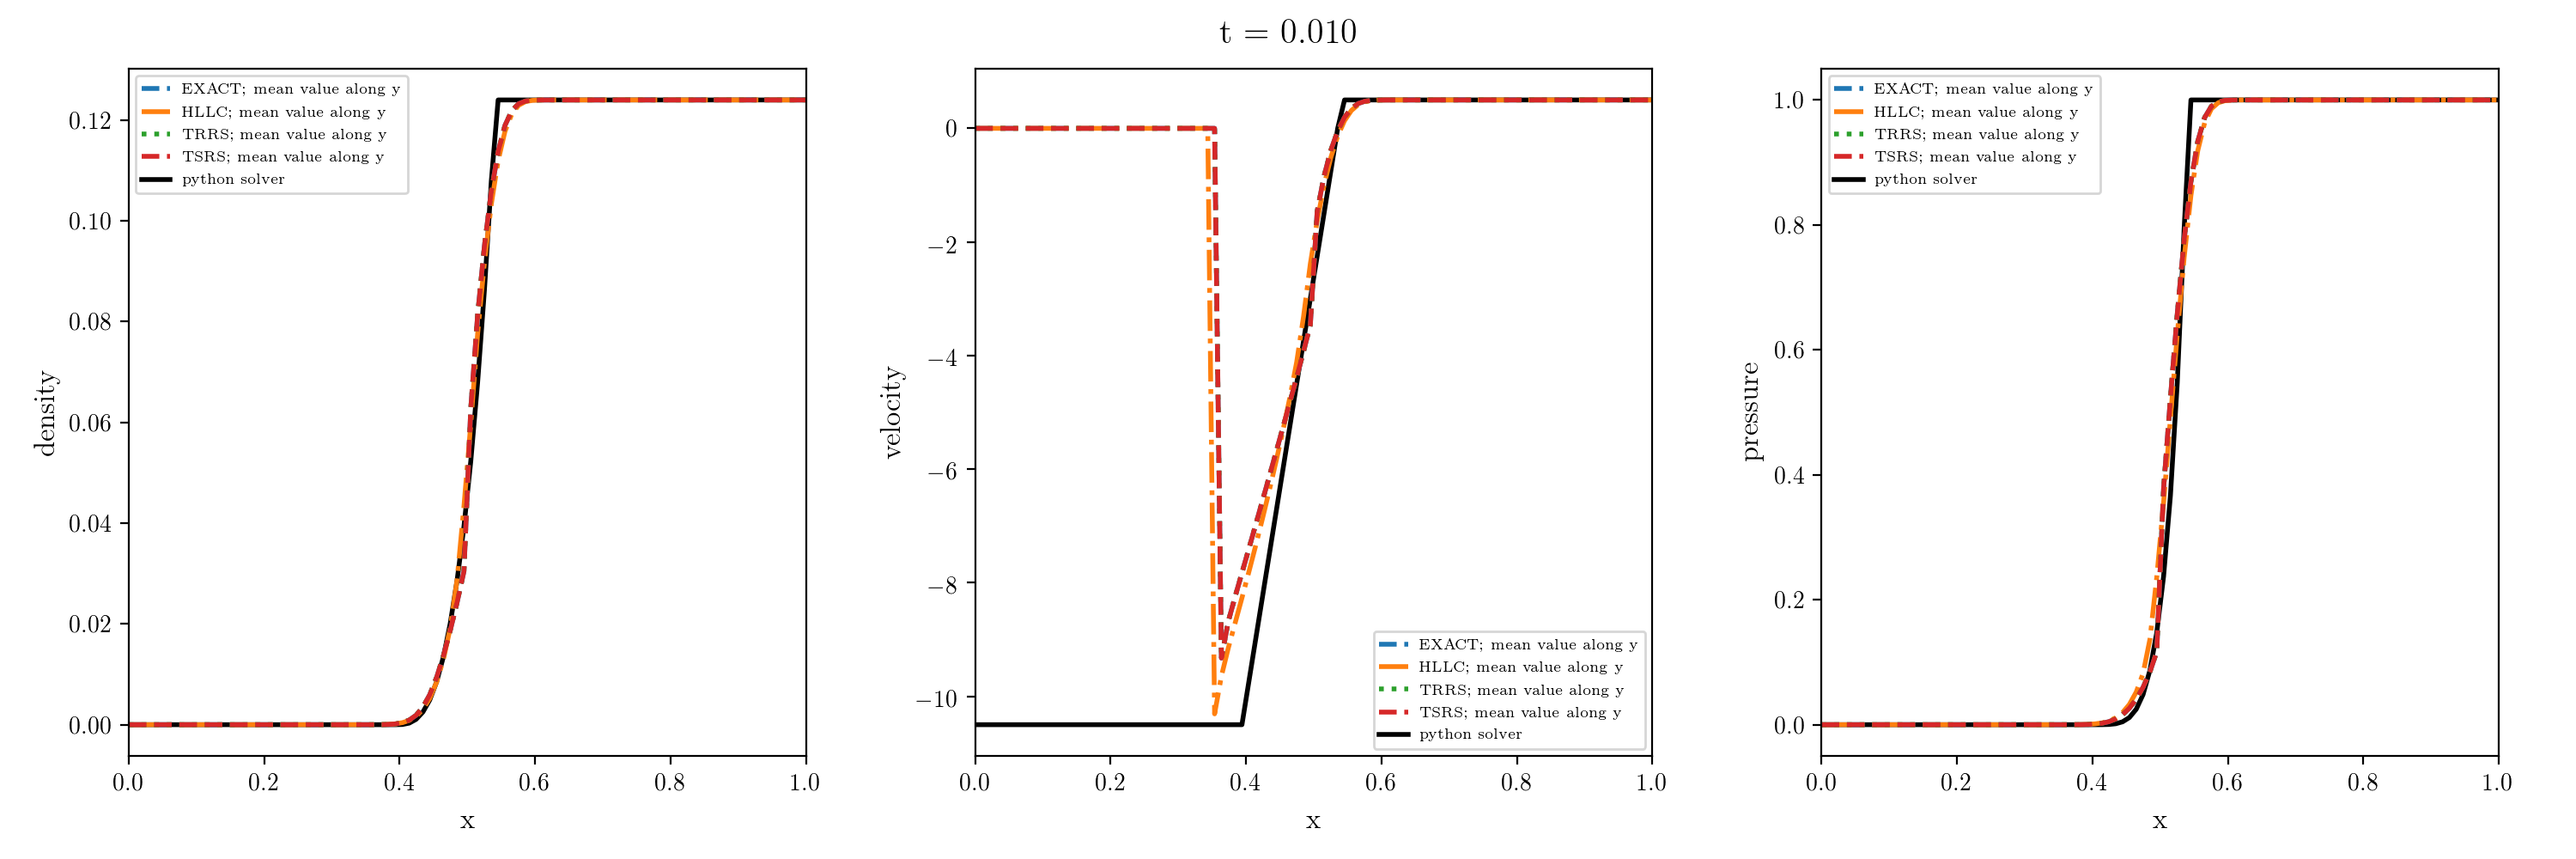 t = 0.010
density
0.12
0.10
0.08
0.06
0.04
0.02
0.00
EXACT; mean value along y
HLLC; mean value along y
TRRS; mean value along y
TSRS; mean value along y
python solver
0.0 0.2 0.4 0.6 0.8 1.0
x
velocity
0
−2
−4
−6
−8
−10
EXACT; mean value along y
HLLC; mean value along y
TRRS; mean value along y
TSRS; mean value along y
python solver
0.0 0.2 0.4 0.6 0.8 1.0
x
pressure
1.0
0.8
0.6
0.4
0.2
0.0
EXACT; mean value along y
HLLC; mean value along y
TRRS; mean value along y
TSRS; mean value along y
python solver
0.0 0.2 0.4 0.6 0.8 1.0
x